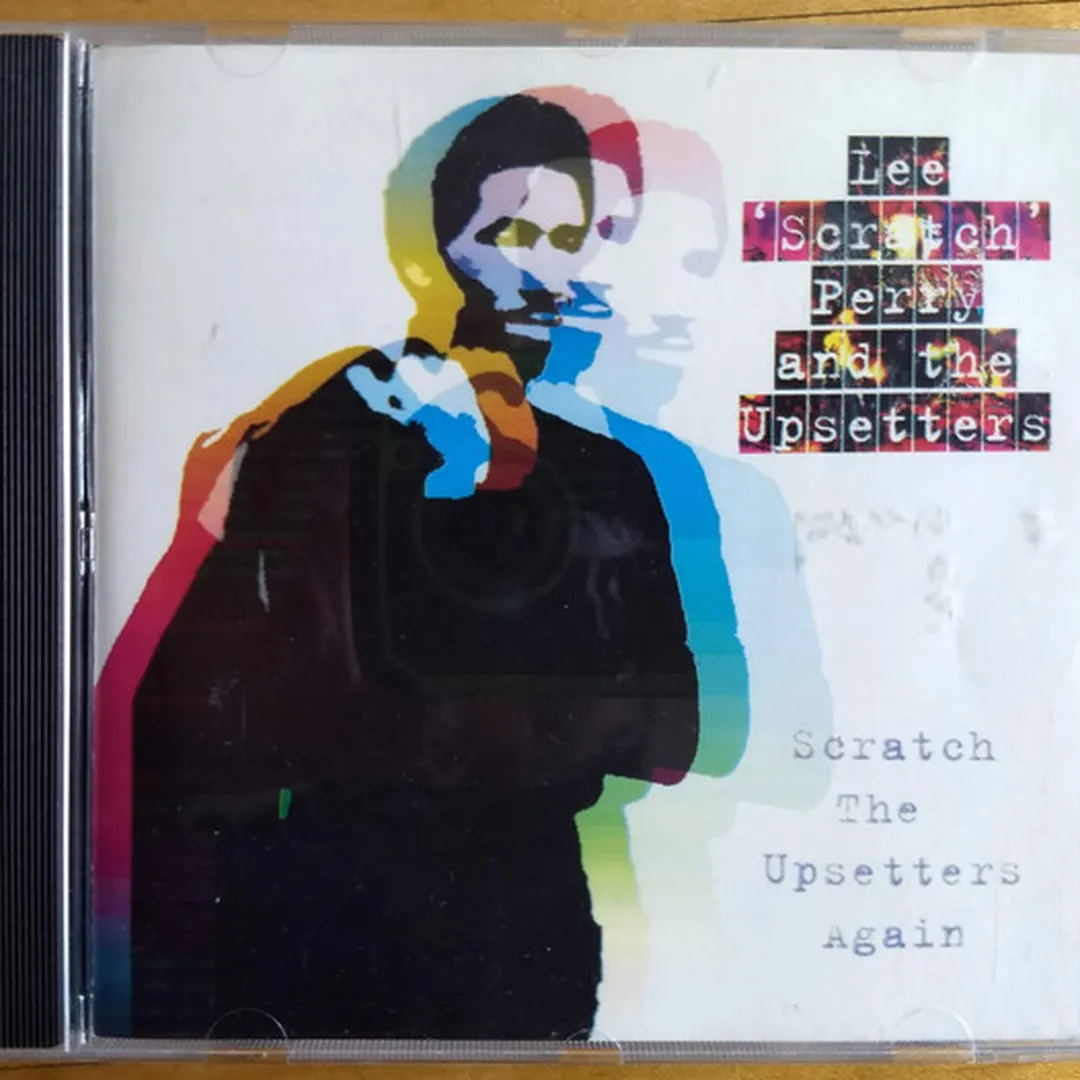 Lee
'Scratch'
Perry
and the
Upsetters
Scratch
The
Upsetters
Again